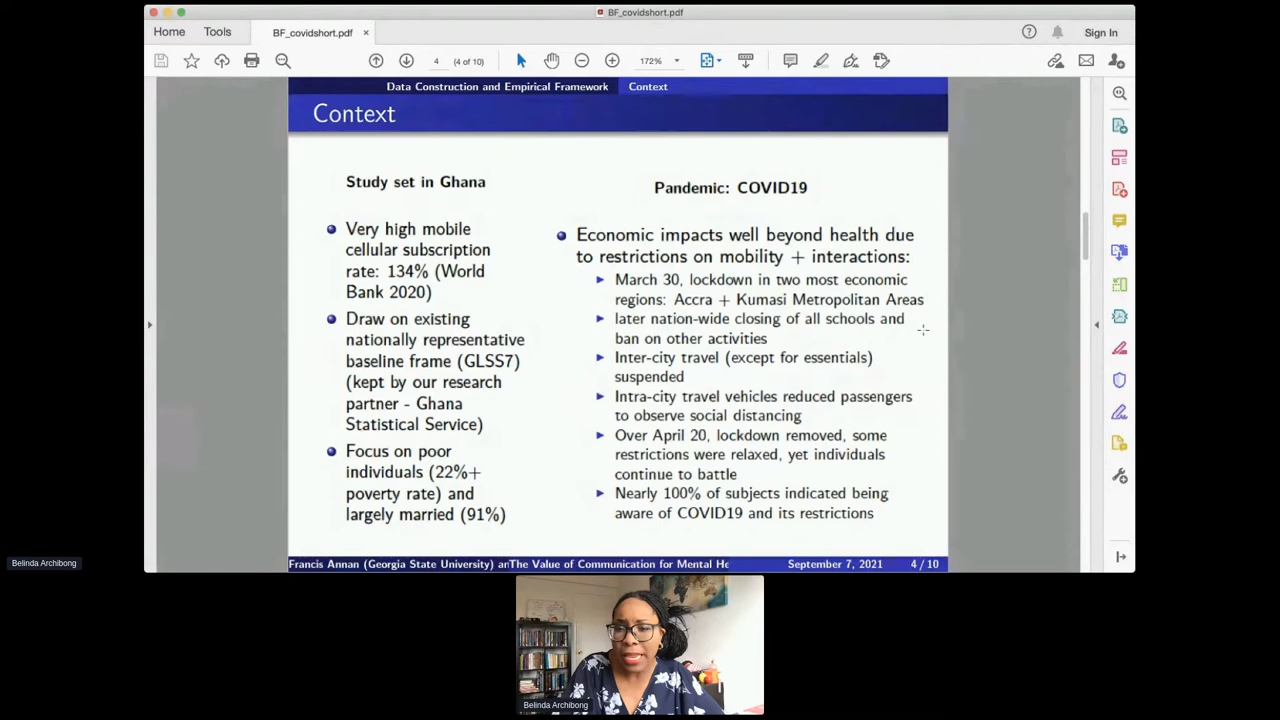 BF_covidshort.pdf
Home
Tools
BF_covidshort.pdf ×
Sign In
4
(4 of 10)
172%
Data Construction and Empirical Framework
Context
Context
Study set in Ghana
Very high mobile
cellular subscription
rate: 134% (World
Bank 2020)
Draw on existing
nationally representative
baseline frame (GLSS7)
(kept by our research
partner - Ghana
Statistical Service)
Focus on poor
individuals (22%+
poverty rate) and
largely married (91%)
Pandemic: COVID19
Economic impacts well beyond health due
to restrictions on mobility + interactions:
March 30, lockdown in two most economic
regions: Accra + Kumasi Metropolitan Areas
later nation-wide closing of all schools and
ban on other activities
Inter-city travel (except for essentials)
suspended
Intra-city travel vehicles reduced passengers
to observe social distancing
Over April 20, lockdown removed, some
restrictions were relaxed, yet individuals
continue to battle
Nearly 100% of subjects indicated being
aware of COVID19 and its restrictions
Francis Annan (Georgia State University) an
The Value of Communication for Mental He
September 7, 2021
4 / 10
Belinda Archibong
Belinda Archibong